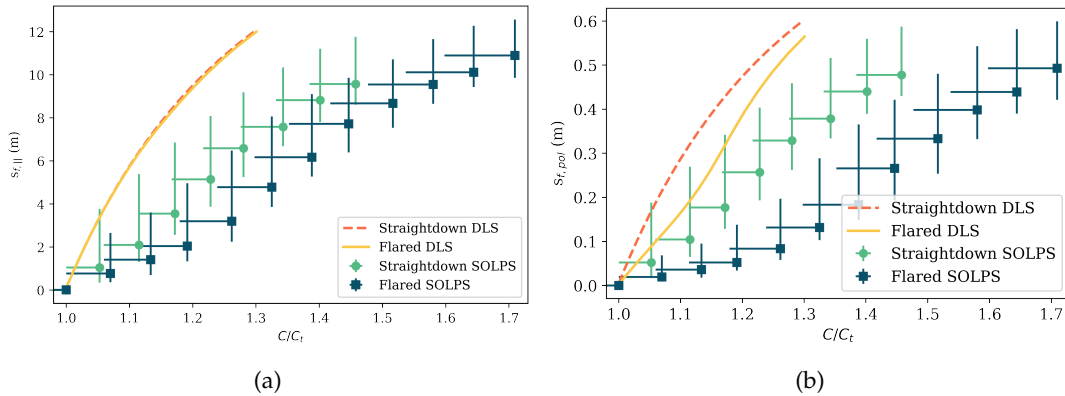 12
10
8
6
4
2
0
s_{f,||} (m)
1.0 1.1 1.2 1.3 1.4 1.5 1.6 1.7
C/C_t
Straightdown DLS
Flared DLS
Straightdown SOLPS
Flared SOLPS
(a)
0.6
0.5
0.4
0.3
0.2
0.1
0.0
s_{f,pol} (m)
1.0 1.1 1.2 1.3 1.4 1.5 1.6 1.7
C/C_t
Straightdown DLS
Flared DLS
Straightdown SOLPS
Flared SOLPS
(b)